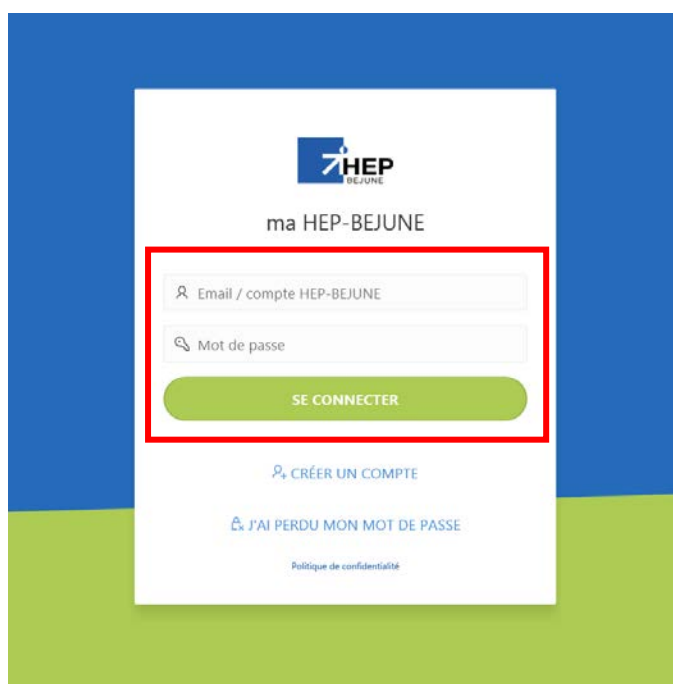 HEP
BEJUNE
ma HEP-BEJUNE
Email / compte HEP-BEJUNE
Mot de passe
SE CONNECTER
CRÉER UN COMPTE
J'AI PERDU MON MOT DE PASSE
Politique de confidentialité